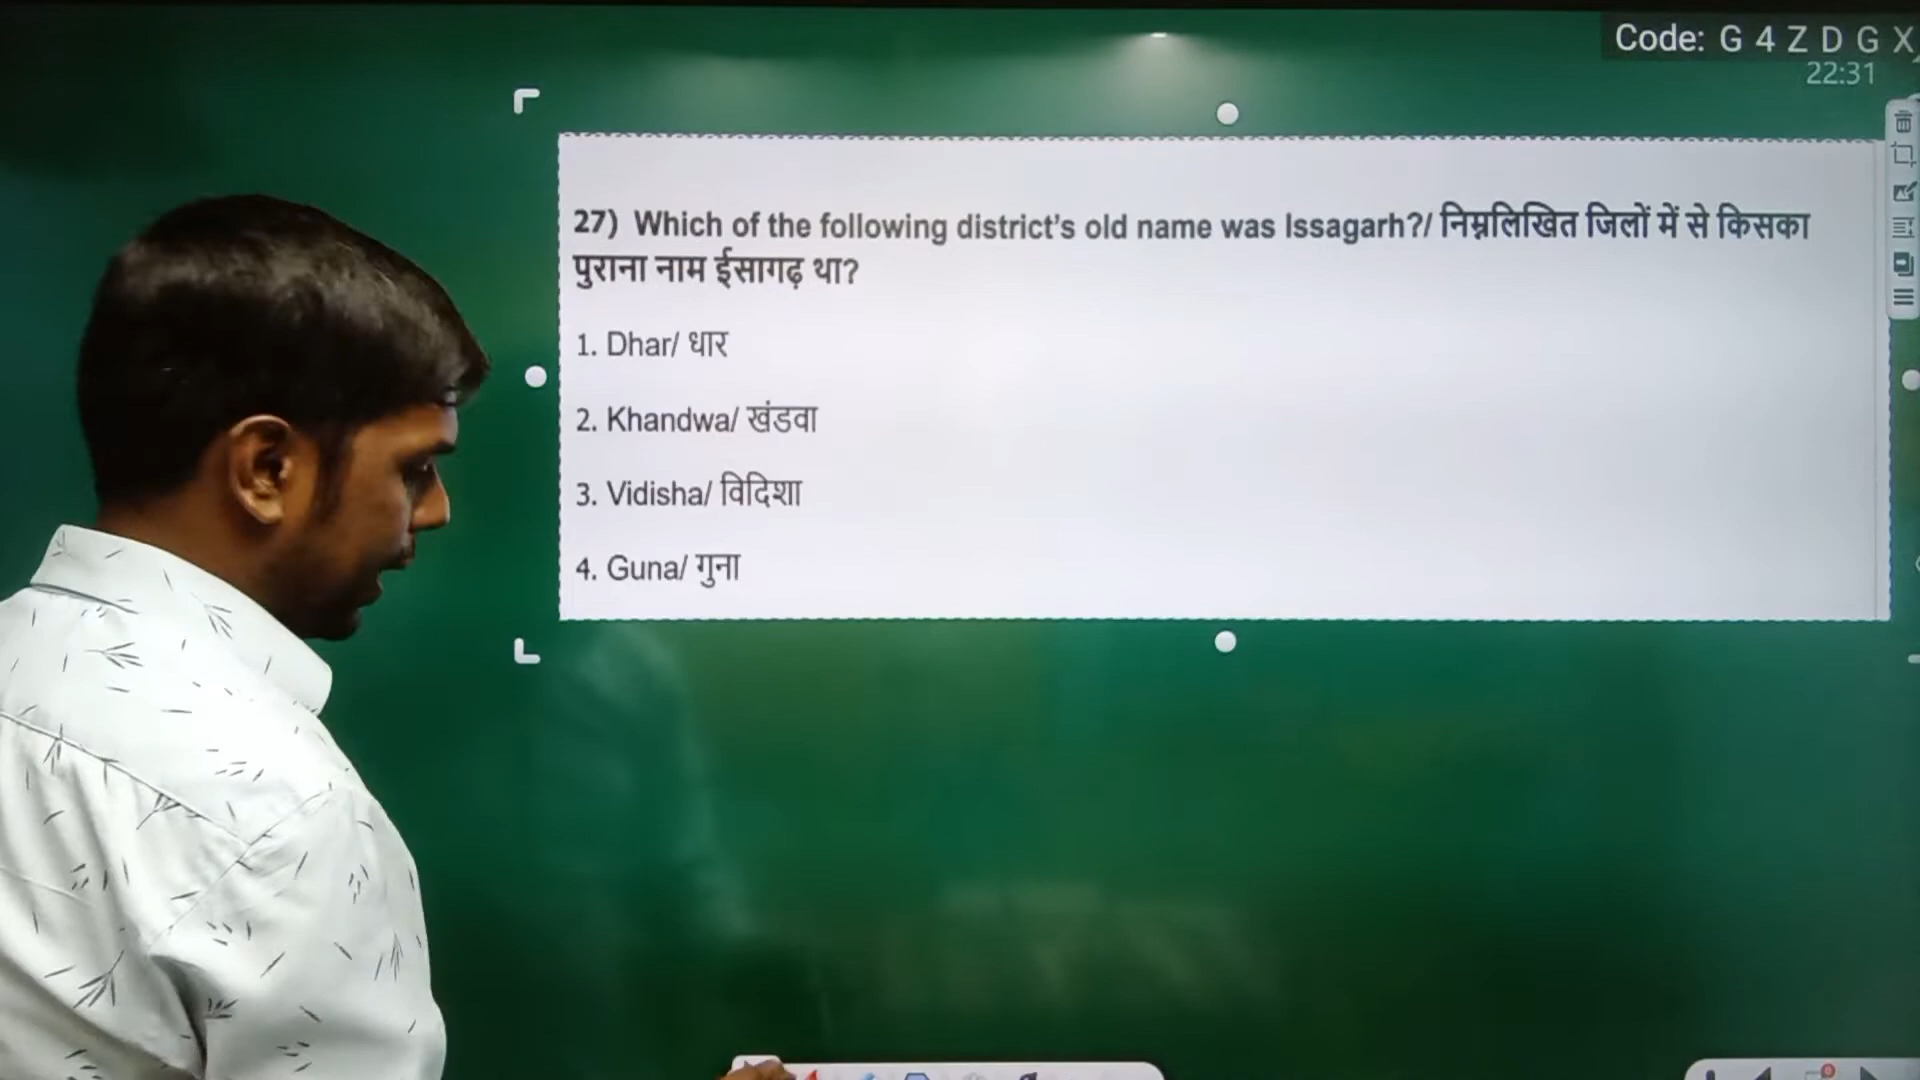 Code: G 4 Z D G X
22:31
27) Which of the following district's old name was Issagarh?/ निम्नलिखित जिलों में से किसका
पुराना नाम ईसागढ़ था?
1. Dhar/ धार
2. Khandwa/ खंडवा
3. Vidisha/ विदिशा
4. Guna/ गुना